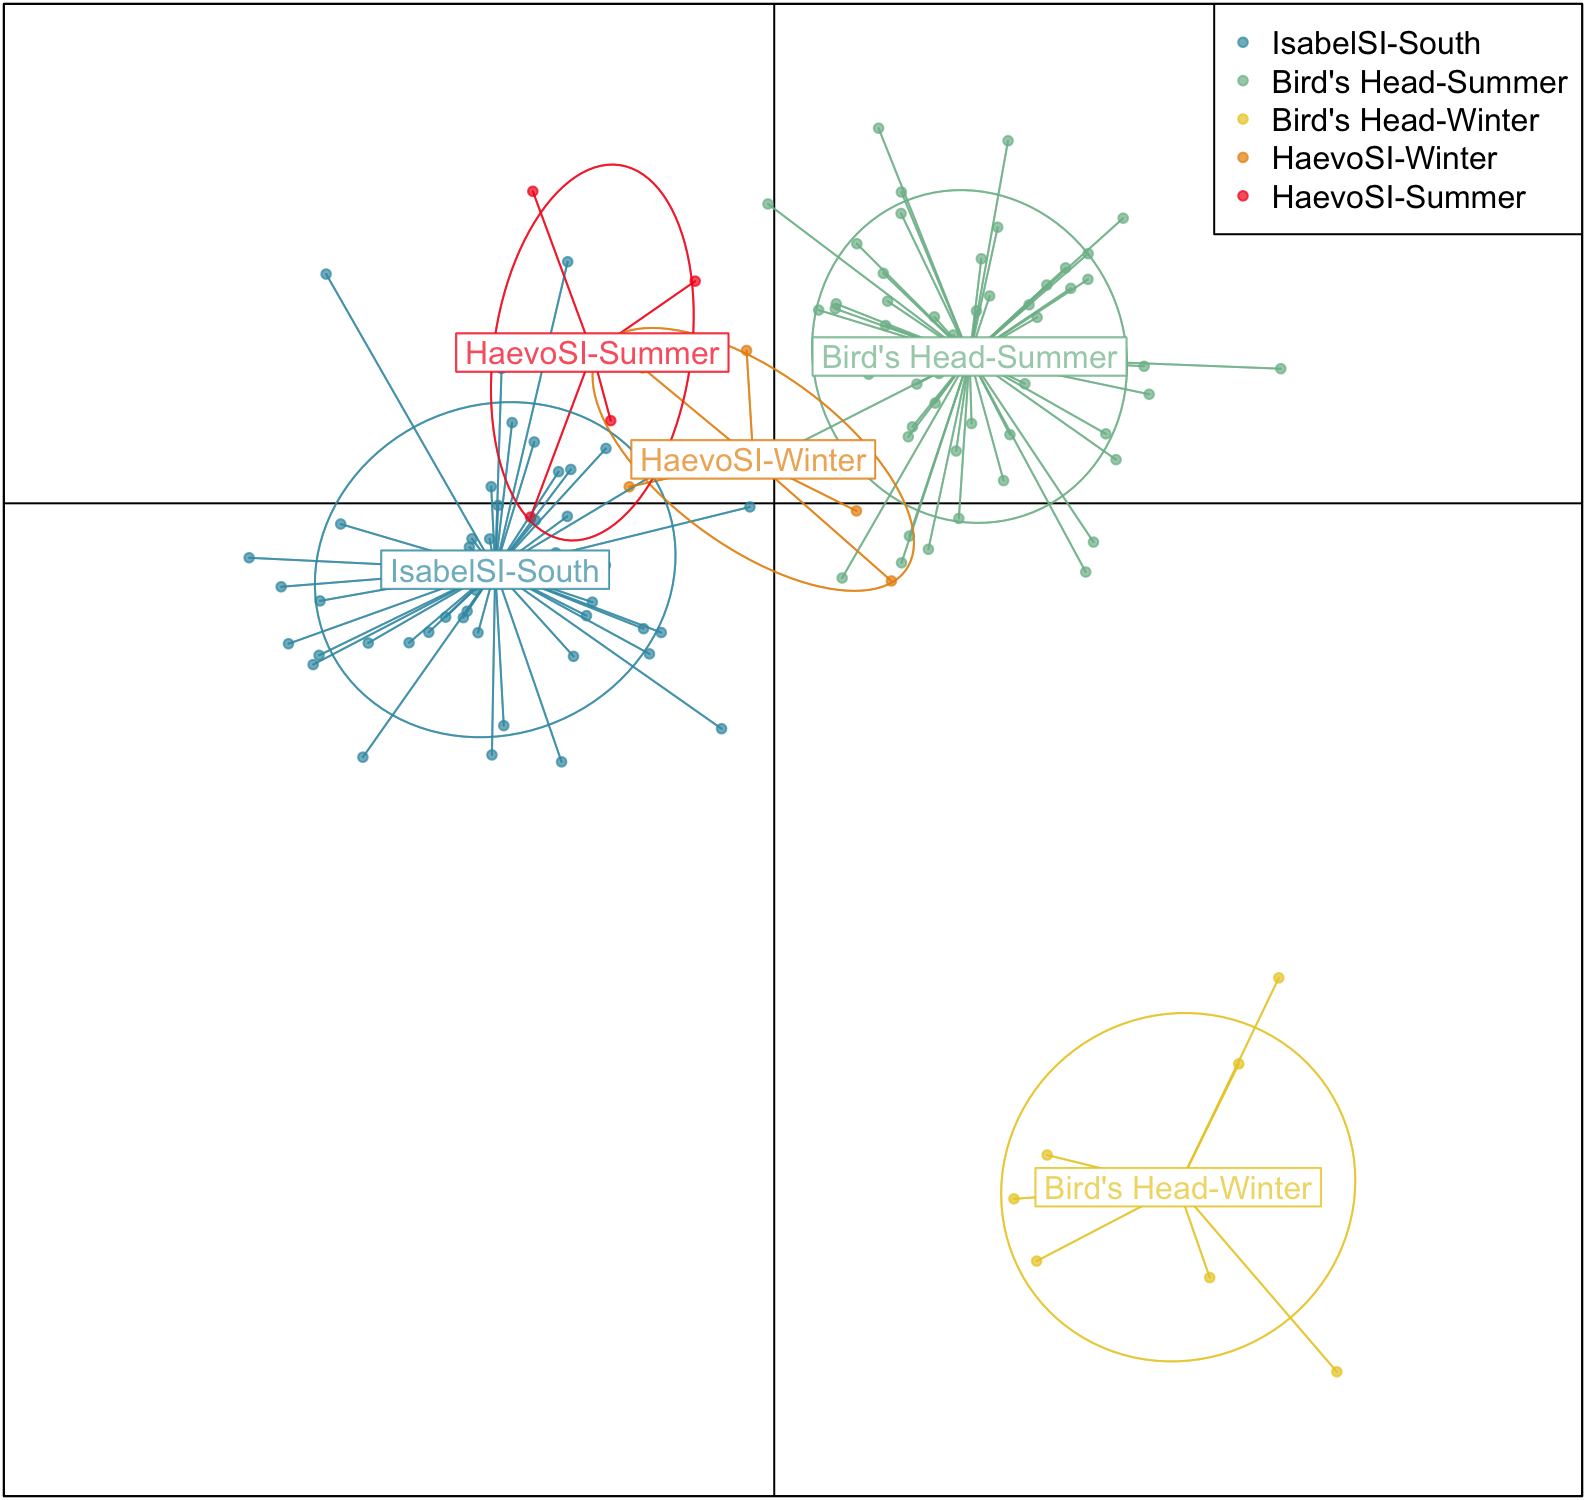 IsabelSI-South
Bird's Head-Summer
Bird's Head-Winter
HaevoSI-Winter
HaevoSI-Summer
HaevoSI-Summer
Bird's Head-Summer
HaevoSI-Winter
IsabelSI-South
Bird's Head-Winter